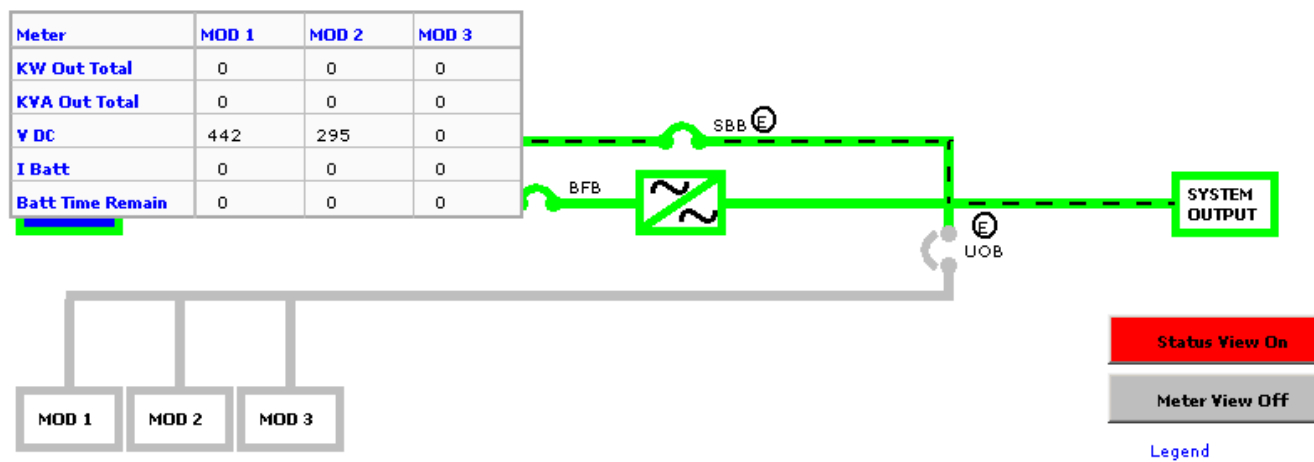 Meter MOD 1 MOD 2 MOD 3
KW Out Total 0 0 0
KVA Out Total 0 0 0
V DC 442 295 0
I Batt 0 0 0
Batt Time Remain 0 0 0
SBB E
BFB
SYSTEM
OUTPUT
E
UOB
Status View On
MOD 1 MOD 2 MOD 3
Meter View Off
Legend